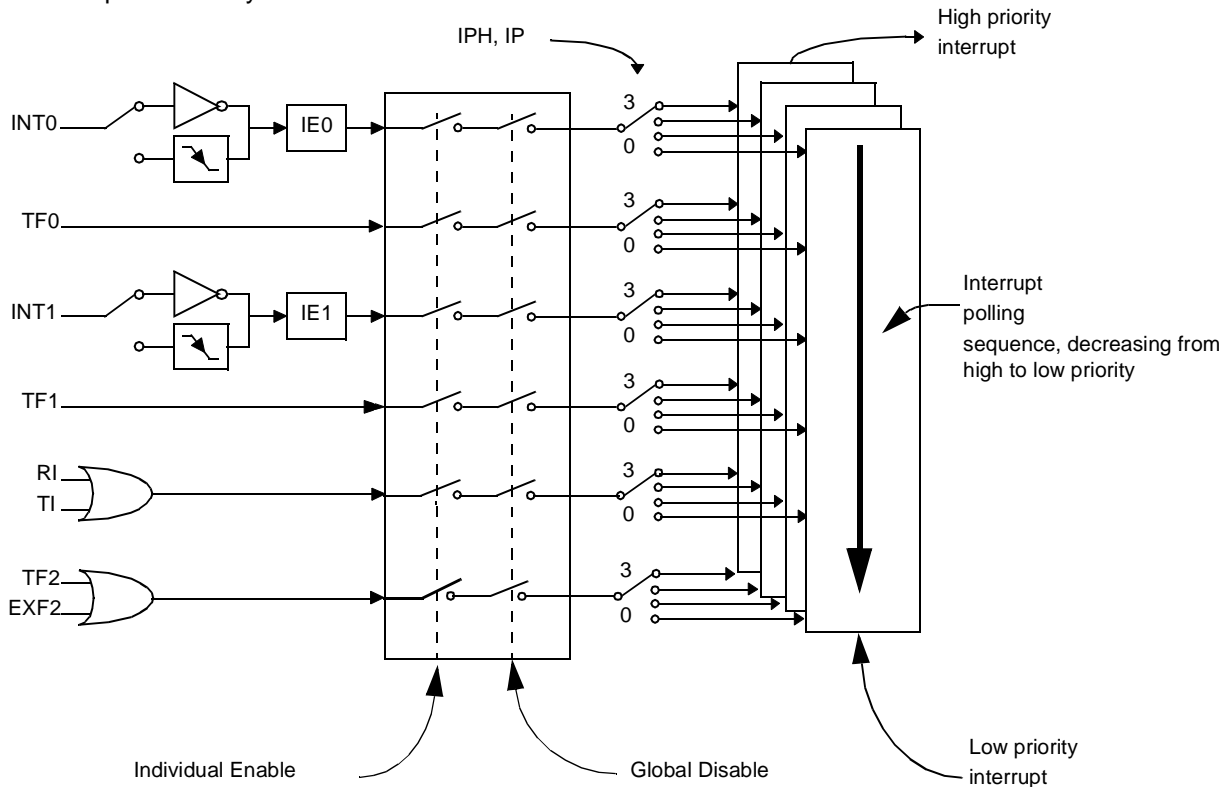 High priority
interrupt
IPH, IP
INT0
IE0
3
0
TF0
3
0
INT1
IE1
3
0
Interrupt
polling
sequence, decreasing from
high to low priority
TF1
3
0
RI
TI
3
0
TF2
EXF2
3
0
Individual Enable
Global Disable
Low priority
interrupt